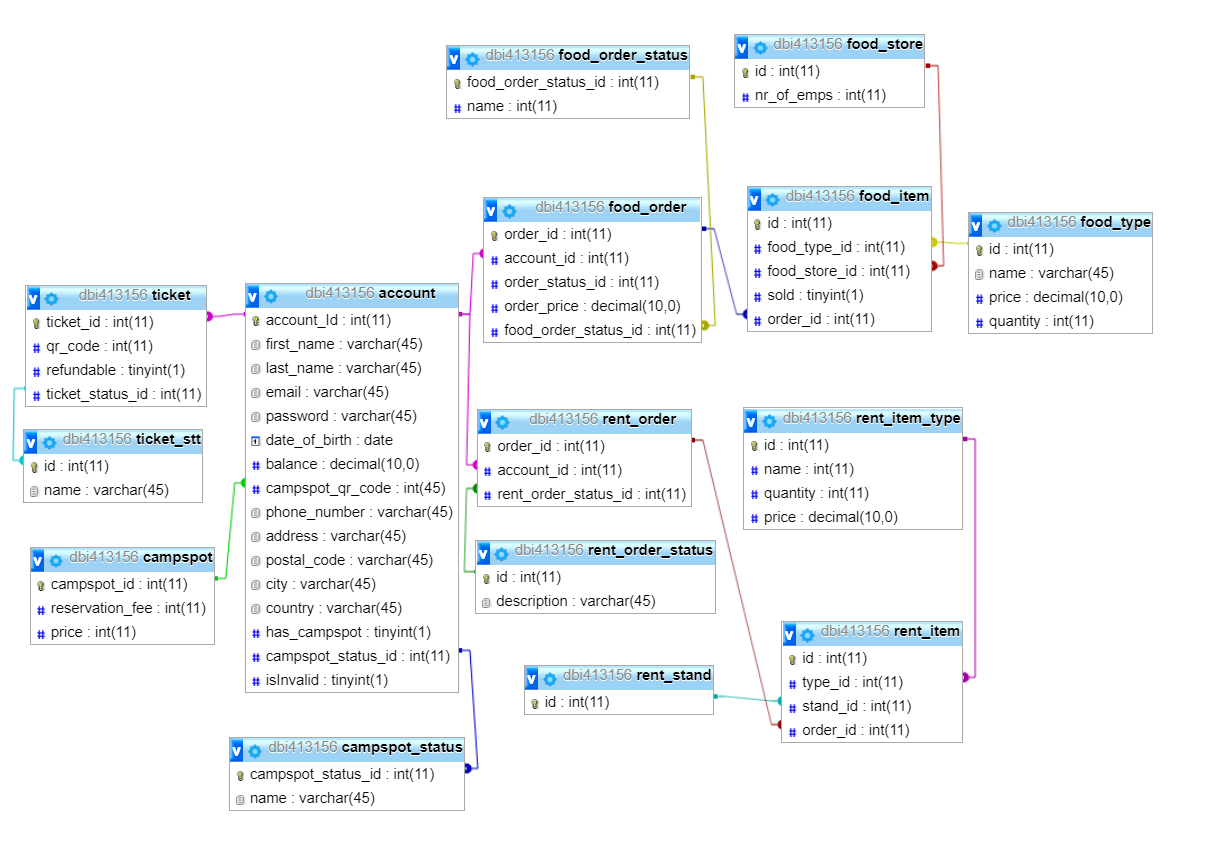 dbi413156 food_order_status
food_order_status_id : int(11)
name : int(11)
dbi413156 food_store
id : int(11)
nr_of_emps : int(11)
dbi413156 food_order
order_id : int(11)
account_id : int(11)
order_status_id : int(11)
order_price : decimal(10,0)
food_order_status_id : int(11)
dbi413156 food_item
id : int(11)
food_type_id : int(11)
food_store_id : int(11)
sold : tinyint(1)
order_id : int(11)
dbi413156 food_type
id : int(11)
name : varchar(45)
price : decimal(10,0)
quantity : int(11)
dbi413156 ticket
ticket_id : int(11)
qr_code : int(11)
refundable : tinyint(1)
ticket_status_id : int(11)
dbi413156 account
account_Id : int(11)
first_name : varchar(45)
last_name : varchar(45)
email : varchar(45)
password : varchar(45)
date_of_birth : date
balance : decimal(10,0)
campspot_qr_code : int(45)
phone_number : varchar(45)
address : varchar(45)
postal_code : varchar(45)
city : varchar(45)
country : varchar(45)
has_campspot : tinyint(1)
campspot_status_id : int(11)
isInvalid : tinyint(1)
dbi413156 ticket_stt
id : int(11)
name : varchar(45)
dbi413156 rent_order
order_id : int(11)
account_id : int(11)
rent_order_status_id : int(11)
dbi413156 rent_item_type
id : int(11)
name : int(11)
quantity : int(11)
price : decimal(10,0)
dbi413156 campspot
campspot_id : int(11)
reservation_fee : int(11)
price : int(11)
dbi413156 rent_order_status
id : int(11)
description : varchar(45)
dbi413156 rent_item
id : int(11)
type_id : int(11)
stand_id : int(11)
order_id : int(11)
dbi413156 rent_stand
id : int(11)
dbi413156 campspot_status
campspot_status_id : int(11)
name : varchar(45)